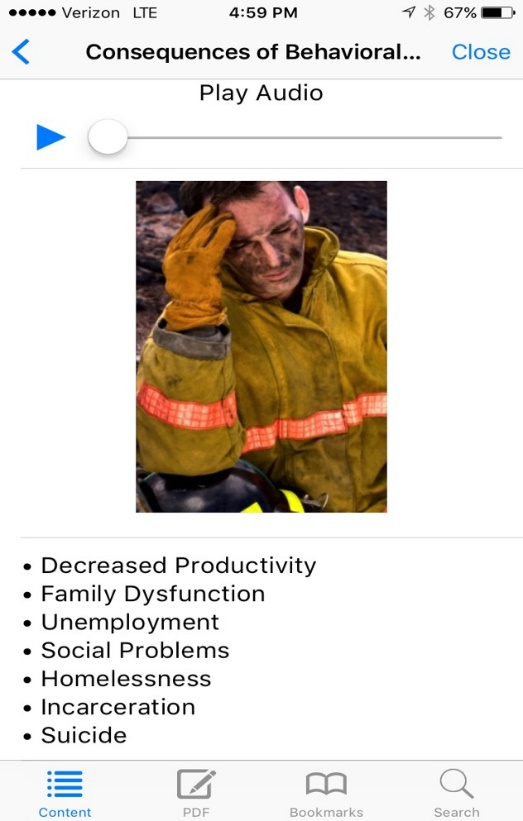 Verizon LTE 4:59 PM 67%
Consequences of Behavioral... Close
Play Audio
• Decreased Productivity
• Family Dysfunction
• Unemployment
• Social Problems
• Homelessness
• Incarceration
• Suicide
Content PDF Bookmarks Search